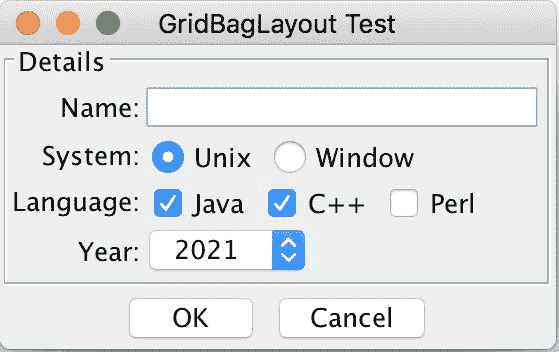 GridBagLayout Test
Details
Name:
System: Unix Window
Language: Java C++ Perl
Year: 2021
OK Cancel